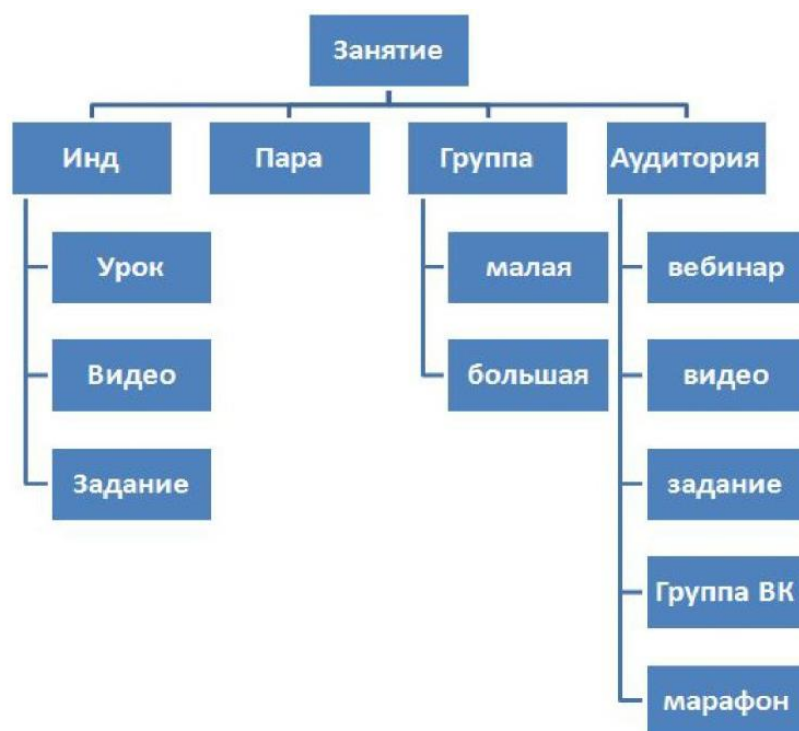 Занятие
Инд
Пара
Группа
Аудитория
Урок
Видео
Задание
малая
большая
вебинар
видео
задание
Группа ВК
марафон